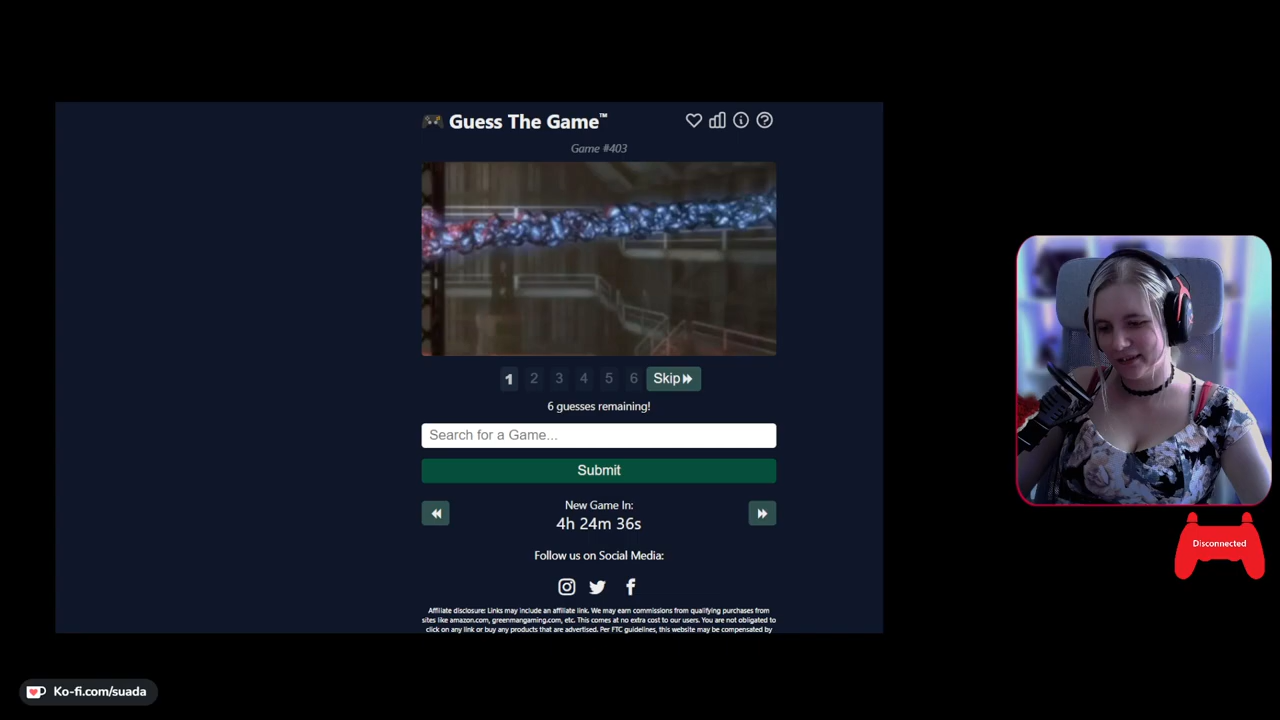 Guess The Game™
Game #403
1 2 3 4 5 6 Skip
6 guesses remaining!
Search for a Game...
Submit
New Game In:
4h 24m 36s
Follow us on Social Media:
Affiliate disclosure: Links may include an affiliate link. We may earn commissions from qualifying purchases from
sites like amazon.com, greenmangaming.com, etc. This comes at no extra cost to our users. You are not obligated to
click on any link or buy any products that are advertised. Per FTC guidelines, this website may be compensated by
Disconnected
Ko-fi.com/suada